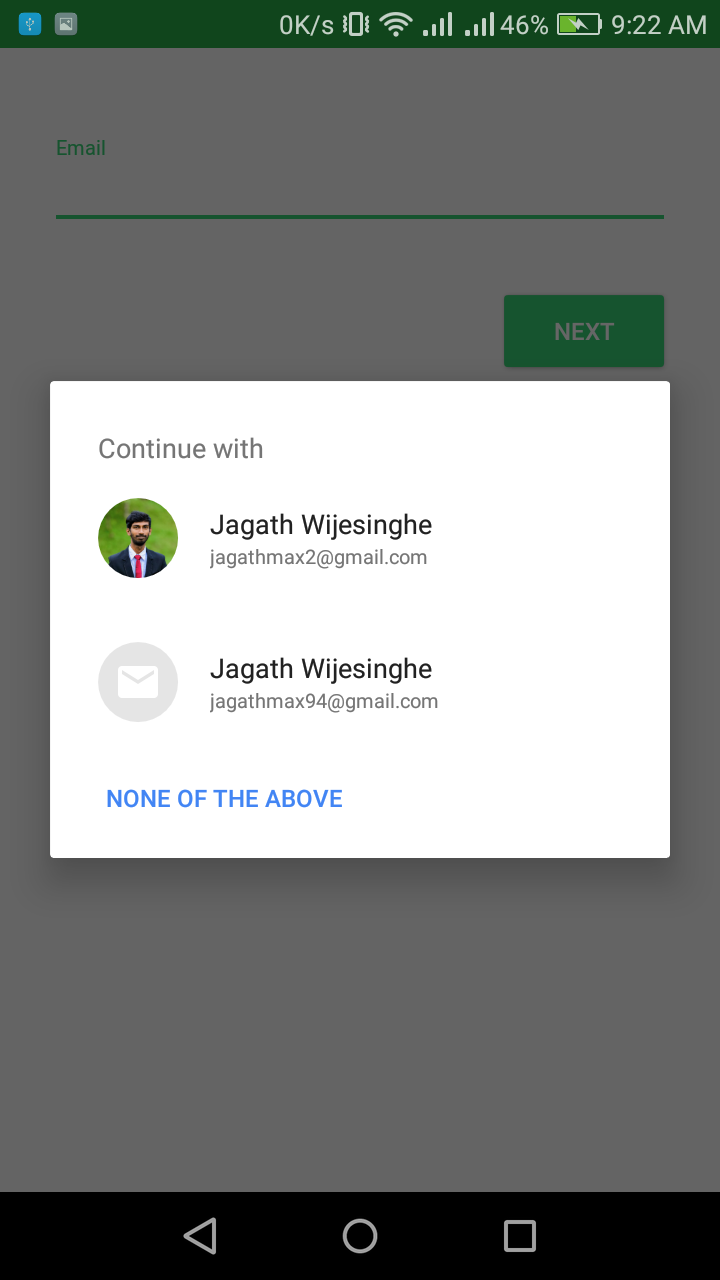 0K/s 46% 9:22 AM
Email
NEXT
Continue with
Jagath Wijesinghe
jagathmax2@gmail.com
Jagath Wijesinghe
jagathmax94@gmail.com
NONE OF THE ABOVE